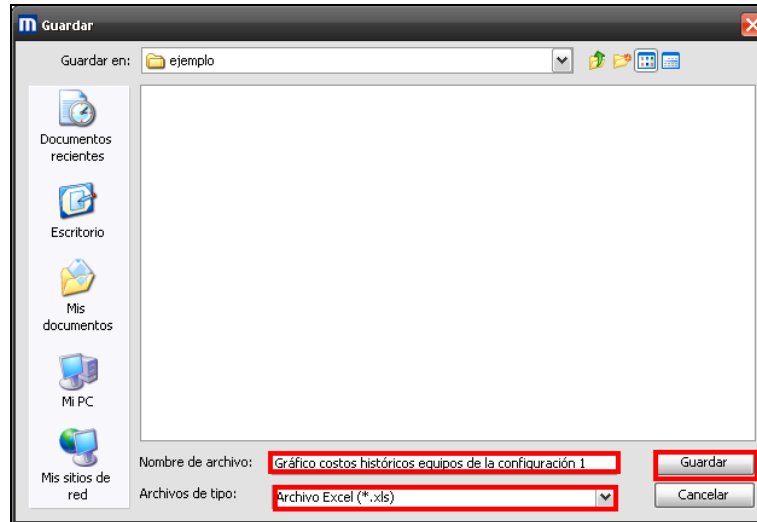 m Guardar
Guardar en: ejemplo
Documentos
recientes
Escritorio
Mis
documentos
Mi PC
Mis sitios de
red
Nombre de archivo: Gráfico costos históricos equipos de la configuración 1 Guardar
Archivos de tipo: Archivo Excel (*.xls) Cancelar